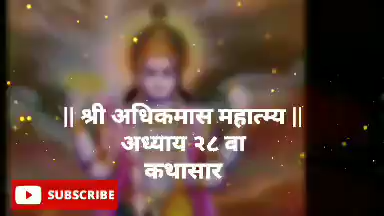 || श्री अधिकमास महात्म्य ||
अध्याय २८ वा
कथासार
SUBSCRIBE